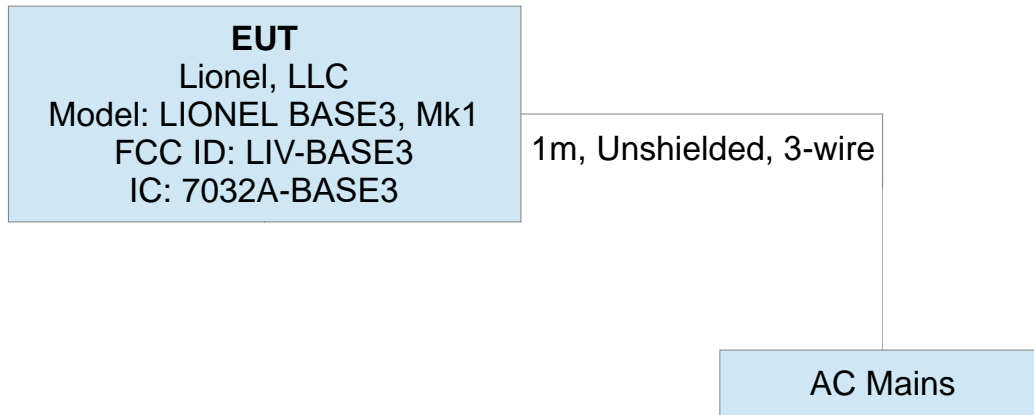 EUT
Lionel, LLC
Model: LIONEL BASE3, Mk1
FCC ID: LIV-BASE3
IC: 7032A-BASE3
1m, Unshielded, 3-wire
AC Mains